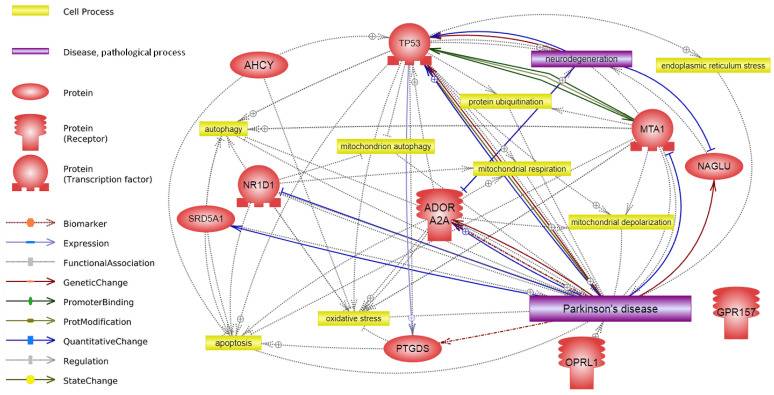 Cell Process
Disease, pathological process
Protein
Protein
(Receptor)
Protein
(Transcription factor)
Biomarker
Expression
FunctionalAssociation
GeneticChange
PromoterBinding
ProtModification
QuantitativeChange
Regulation
StateChange
TP53
AHCY
neurodegeneration
endoplasmic reticulum stress
protein ubiquitination
autophagy
MTA1
mitochondrion autophagy
NAGLU
mitochondrial respiration
NR1D1
ADOR
A2A
SRD5A1
mitochondrial depolarization
Parkinson's disease
GPR157
oxidative stress
apoptosis
PTGDS
OPRL1